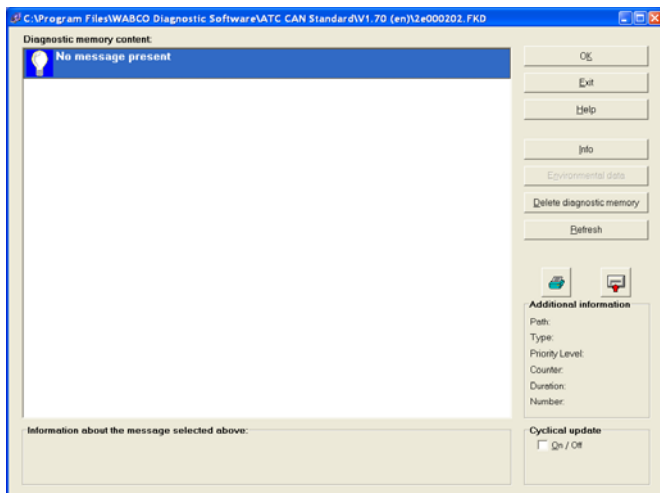 C:\Program Files\WABCO Diagnostic Software\ATC CAN Standard\V1.70 (en)\2e000202.FKD
Diagnostic memory content:
No message present
OK
Exit
Help
Info
Environmental data
Delete diagnostic memory
Refresh
Additional information
Path:
Type:
Priority Level:
Counter:
Duration:
Number:
Information about the message selected above:
Cyclical update
On / Off